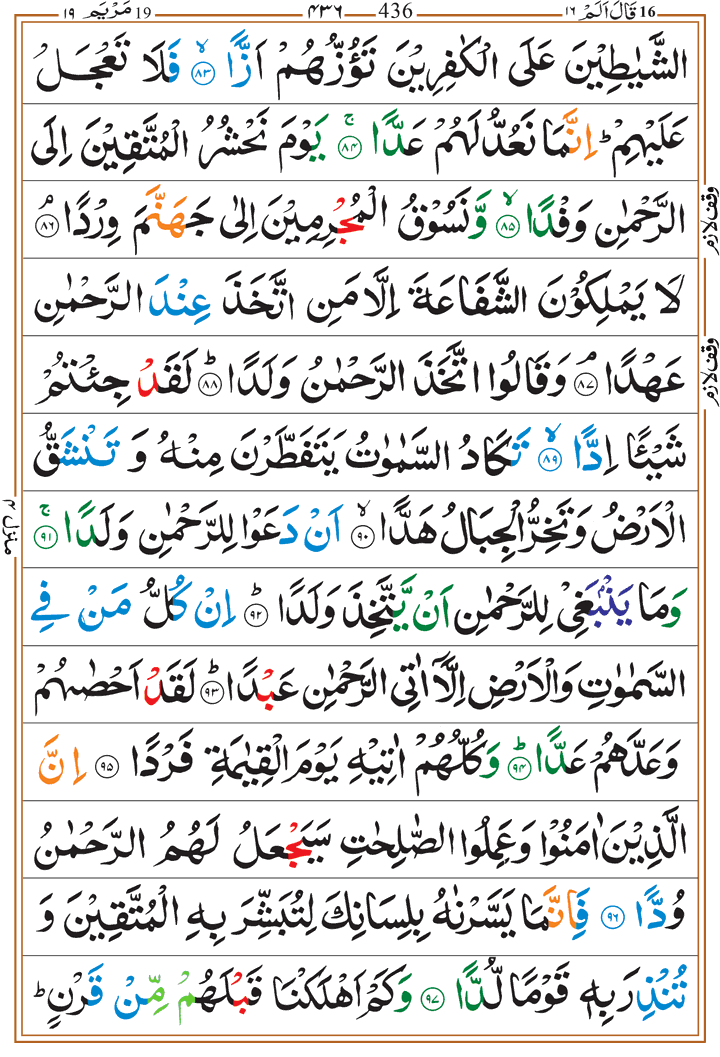 16 قَالَ اَلَمْ ١٦ 436 ٤٣٦ 19 مَرْيَم ١٩
الشَّيٰطِيْنَ عَلَى الْكٰفِرِيْنَ تَؤُزُّهُمْ اَزًّا ۙ ﴿٨٣﴾ فَلَا تَعْجَلْ
عَلَيْهِمْ ؕ اِنَّمَا نَعُدُّ لَهُمْ عَدًّا ۚ ﴿٨٤﴾ يَوْمَ نَحْشُرُ الْمُتَّقِيْنَ اِلَى
الرَّحْمٰنِ وَفْدًا ۙ ﴿٨٥﴾ وَّنَسُوْقُ الْمُجْرِمِيْنَ اِلٰى جَهَنَّمَ وِرْدًا ۘ ﴿٨٦﴾
وقف لازم
لَا يَمْلِكُوْنَ الشَّفَاعَةَ اِلَّا مَنِ اتَّخَذَ عِنْدَ الرَّحْمٰنِ
عَهْدًا ۘ ﴿٨٧﴾ وَقَالُوا اتَّخَذَ الرَّحْمٰنُ وَلَدًا ؕ ﴿٨٨﴾ لَقَدْ جِئْتُمْ
وقف لازم
شَيْئًا اِدًّا ۙ ﴿٨٩﴾ تَكَادُ السَّمٰوٰتُ يَتَفَطَّرْنَ مِنْهُ وَ تَنْشَقُّ
الْاَرْضُ وَتَخِرُّ الْجِبَالُ هَدًّا ۙ ﴿٩٠﴾ اَنْ دَعَوْا لِلرَّحْمٰنِ وَلَدًا ۚ ﴿٩١﴾
منزل ٤
وَمَا يَنْۢبَغِيْ لِلرَّحْمٰنِ اَنْ يَّتَّخِذَ وَلَدًا ؕ ﴿٩٢﴾ اِنْ كُلُّ مَنْ فِي
السَّمٰوٰتِ وَالْاَرْضِ اِلَّاۤ اٰتِي الرَّحْمٰنِ عَبْدًا ؕ ﴿٩٣﴾ لَقَدْ اَحْصٰىهُمْ
وَعَدَّهُمْ عَدًّا ؕ ﴿٩٤﴾ وَكُلُّهُمْ اٰتِيْهِ يَوْمَ الْقِيٰمَةِ فَرْدًا ﴿٩٥﴾ اِنَّ
الَّذِيْنَ اٰمَنُوْا وَعَمِلُوا الصّٰلِحٰتِ سَيَجْعَلُ لَهُمُ الرَّحْمٰنُ
وُدًّا ﴿٩٦﴾ فَاِنَّمَا يَسَّرْنٰهُ بِلِسَانِكَ لِتُبَشِّرَ بِهِ الْمُتَّقِيْنَ وَ
تُنْذِرَ بِهٖ قَوْمًا لُّدًّا ﴿٩٧﴾ وَكَمْ اَهْلَكْنَا قَبْلَهُمْ مِّنْ قَرْنٍ ؕ